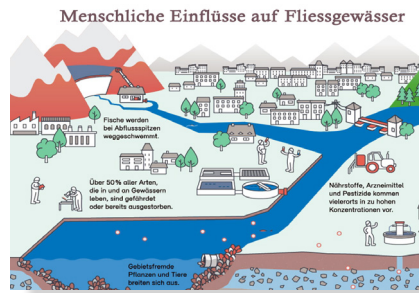 Menschliche Einflüsse auf Fliessgewässer
Fische werden
bei Abflussspitzen
weggeschwemmt.
Über 50% aller Arten,
die in und an Gewässern
leben, sind gefährdet
oder bereits ausgestorben.
Nährstoffe, Arzneimittel
und Pestizide kommen
vielerorts in zu hohen
Konzentrationen vor.
Gebietsfremde
Pflanzen und Tiere
breiten sich aus.